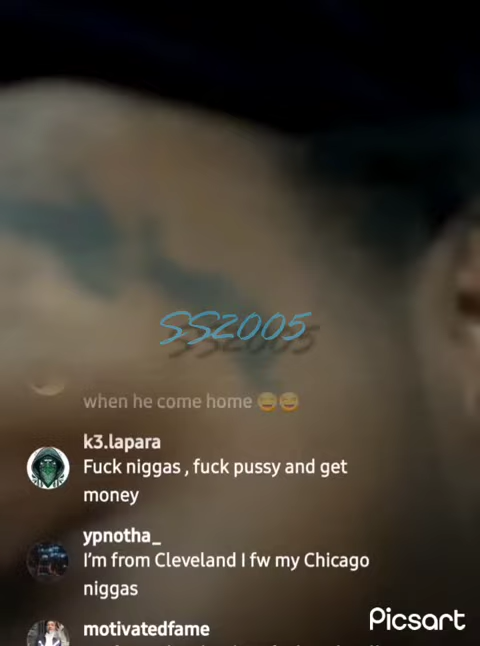 SS2005
when he come home 😆😆
k3.lapara
Fuck niggas , fuck pussy and get
money
ypnotha_
I'm from Cleveland I fw my Chicago
niggas
Picsart
motivatedfame